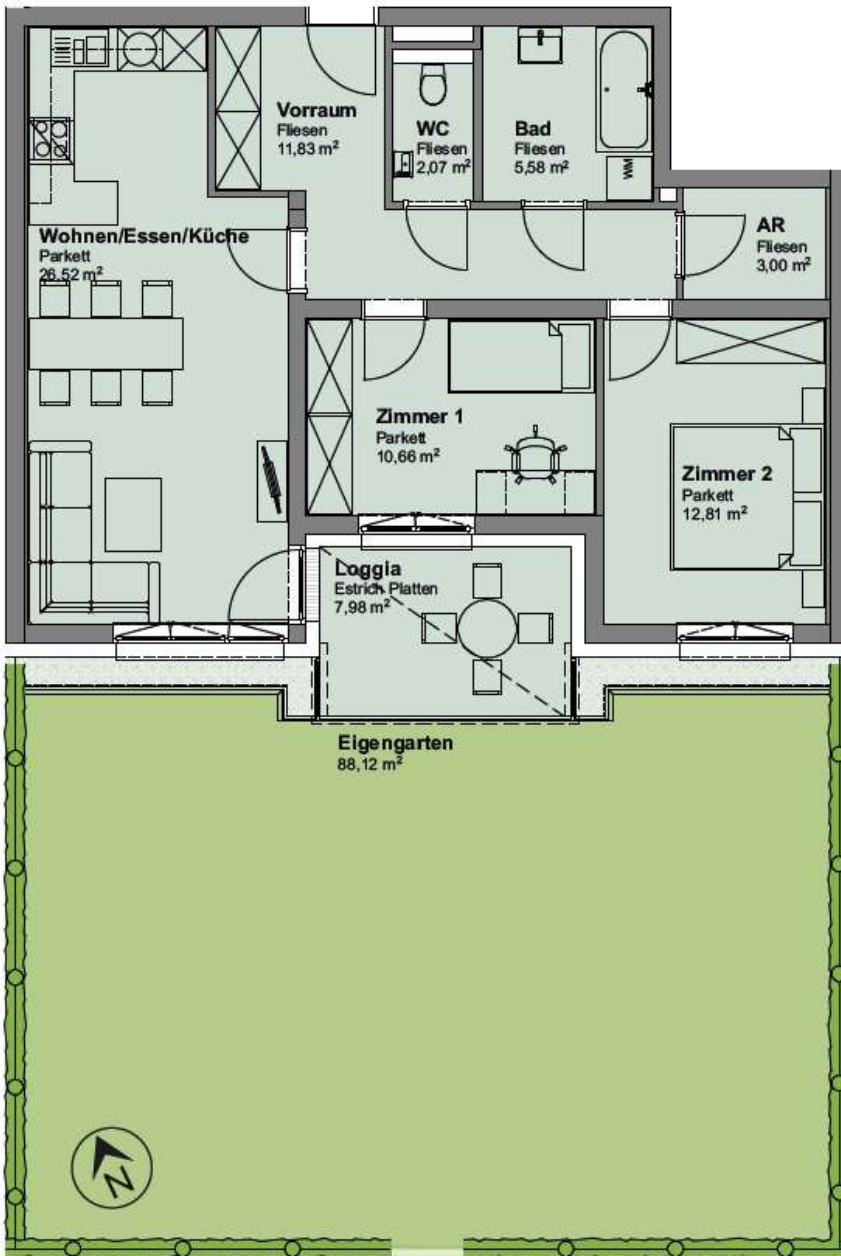 Vorraum
Fliesen
11,83 m²
WC
Fliesen
2,07 m²
Bad
Fliesen
5,58 m²
WM
Wohnen/Essen/Küche
Parkett
26,52 m²
AR
Fliesen
3,00 m²
Zimmer 1
Parkett
10,66 m²
Zimmer 2
Parkett
12,81 m²
Loggia
Estrich Platten
7,98 m²
Eigengarten
88,12 m²
N